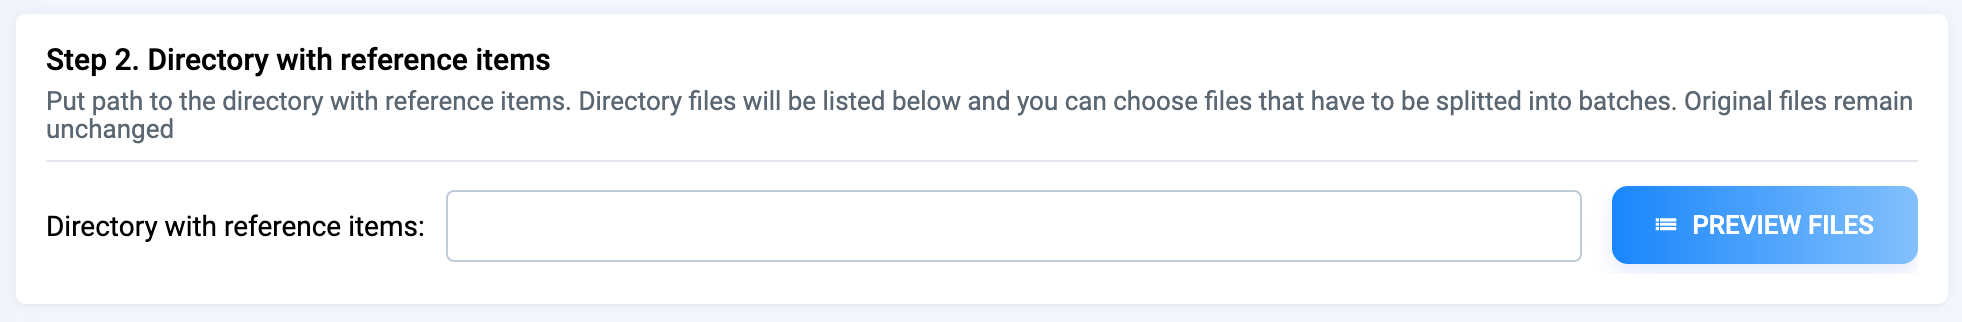 Step 2. Directory with reference items
Put path to the directory with reference items. Directory files will be listed below and you can choose files that have to be splitted into batches. Original files remain
unchanged
Directory with reference items:
PREVIEW FILES